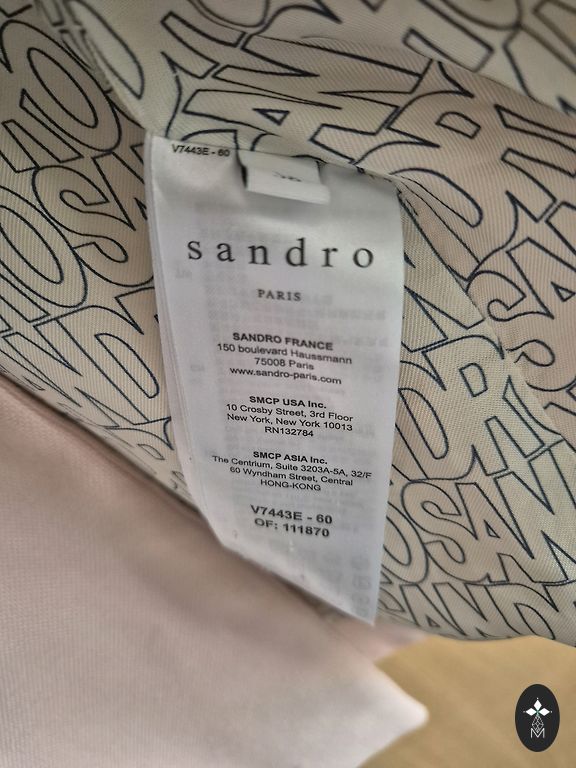 V7443E - 60
sandro
PARIS
SANDRO FRANCE
150 boulevard Haussmann
75008 Paris
www.sandro-paris.com
SMCP USA Inc.
10 Crosby Street, 3rd Floor
New York, New York 10013
RN132784
SMCP ASIA Inc.
The Centrium, Suite 3203A-5A, 32/F
60 Wyndham Street, Central
HONG-KONG
V7443E - 60
OF: 111870